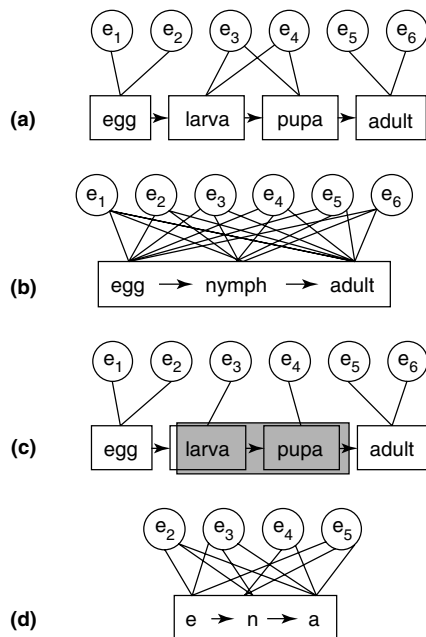 e1 e2 e3 e4 e5 e6
(a) egg larva pupa adult
e1 e2 e3 e4 e5 e6
(b) egg nymph adult
e1 e2 e3 e4 e5 e6
(c) egg larva pupa adult
e2 e3 e4 e5
(d) e n a